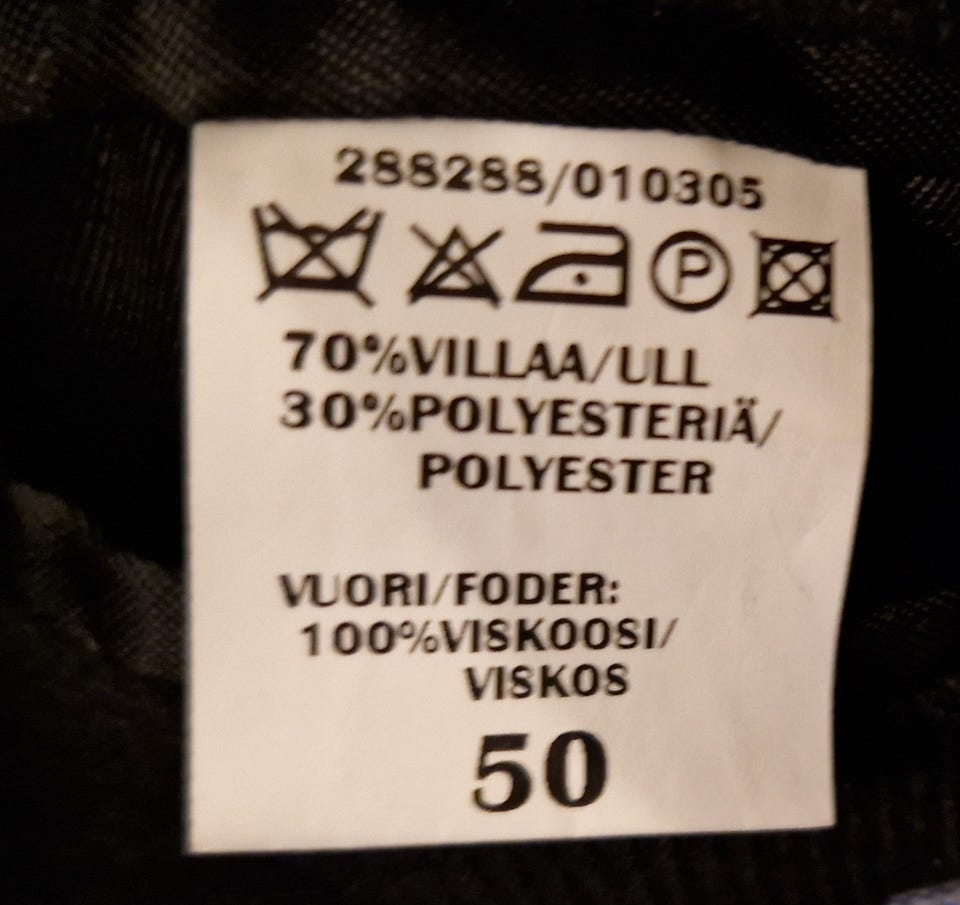 288288/010305
P
70%VILLAA/ULL
30%POLYESTERIÄ/
POLYESTER
VUORI/FODER:
100%VISKOOSI/
VISKOS
50